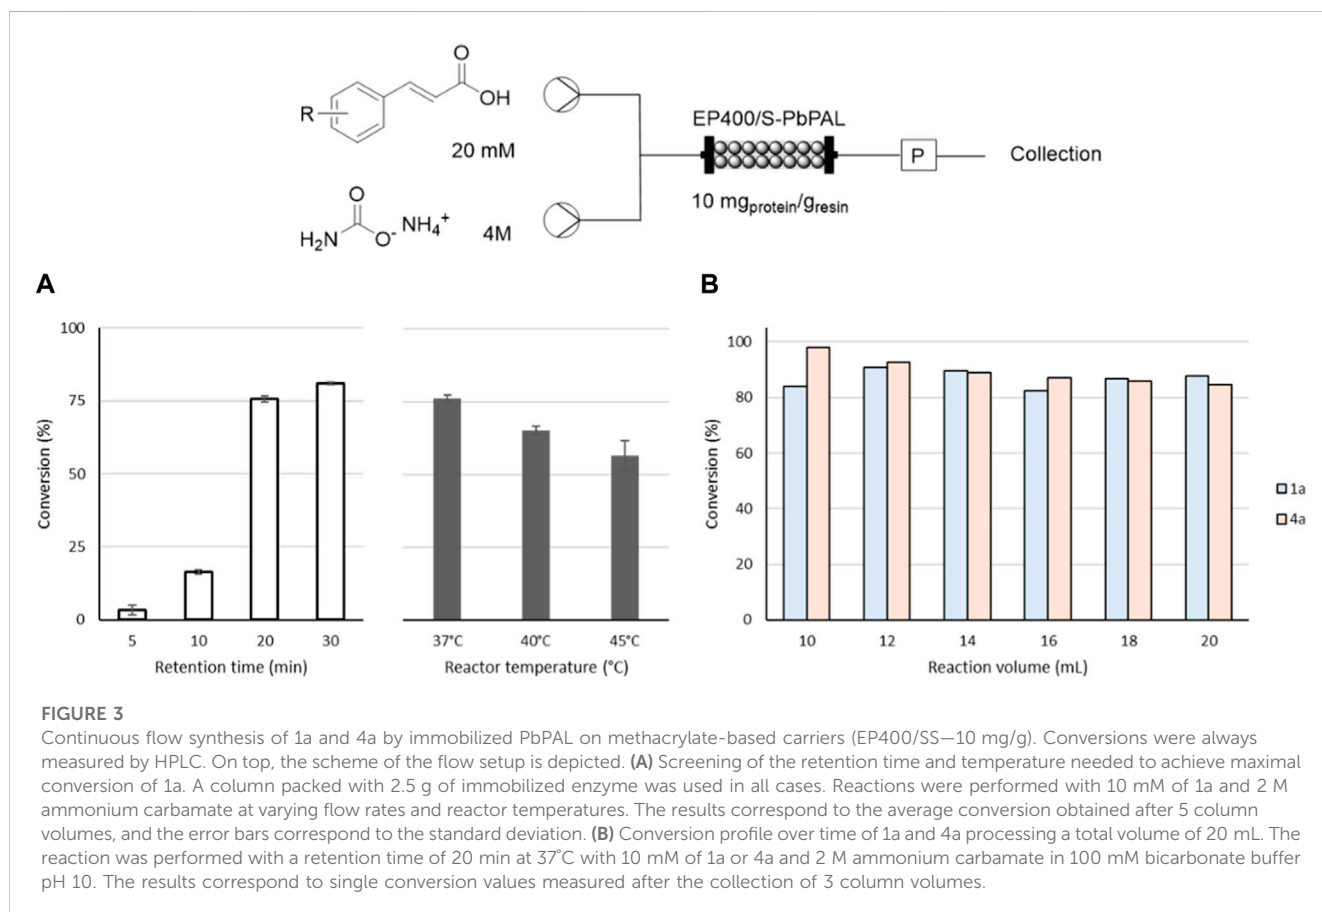 O
OH
R
20 mM
EP400/S-PbPAL
P
Collection
10 mgprotein/gresin
O
H2N
O-
NH4+
4M
A
B
100
75
50
25
0
Conversion (%)
5 10 20 30
Retention time (min)
37°C 40°C 45°C
Reactor temperature (°C)
100
80
60
40
20
0
Conversion (%)
10 12 14 16 18 20
Reaction volume (mL)
1a
4a
FIGURE 3
Continuous flow synthesis of 1a and 4a by immobilized PbPAL on methacrylate-based carriers (EP400/SS—10 mg/g). Conversions were always
measured by HPLC. On top, the scheme of the flow setup is depicted. (A) Screening of the retention time and temperature needed to achieve maximal
conversion of 1a. A column packed with 2.5 g of immobilized enzyme was used in all cases. Reactions were performed with 10 mM of 1a and 2 M
ammonium carbamate at varying flow rates and reactor temperatures. The results correspond to the average conversion obtained after 5 column
volumes, and the error bars correspond to the standard deviation. (B) Conversion profile over time of 1a and 4a processing a total volume of 20 mL. The
reaction was performed with a retention time of 20 min at 37°C with 10 mM of 1a or 4a and 2 M ammonium carbamate in 100 mM bicarbonate buffer
pH 10. The results correspond to single conversion values measured after the collection of 3 column volumes.